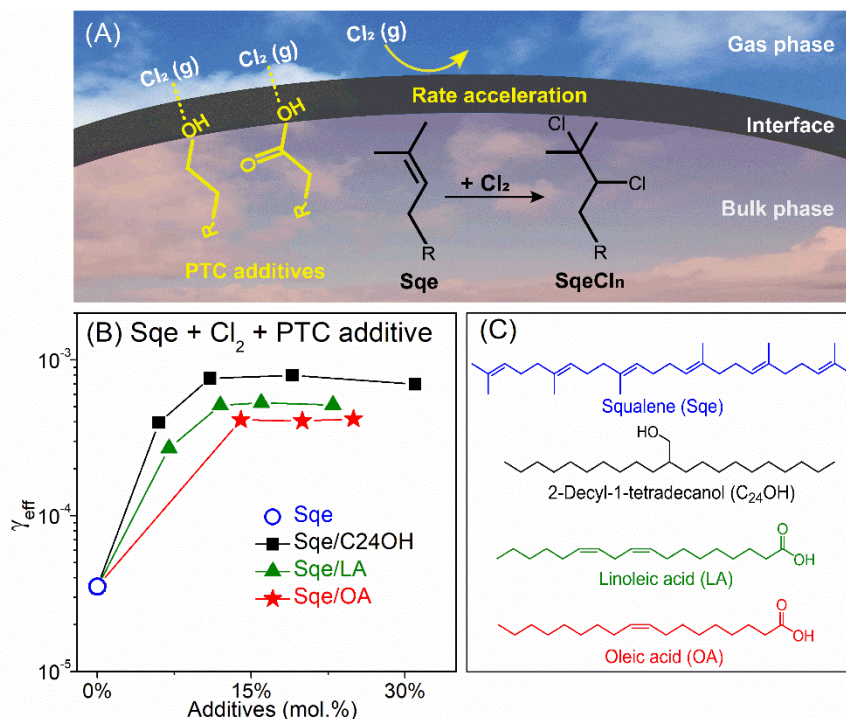 (A)
Cl₂ (g)
Cl₂ (g)
Cl₂ (g)
Gas phase
Rate acceleration
Interface
OH
OH
O
R
R
PTC additives
+ Cl₂
R
Sqe
Cl
Cl
R
SqeClₙ
Bulk phase
(B) Sqe + Cl₂ + PTC additive
γeff
10⁻³
10⁻⁴
10⁻⁵
Sqe
Sqe/C24OH
Sqe/LA
Sqe/OA
0%
15%
30%
Additives (mol.%)
(C)
Squalene (Sqe)
HO
2-Decyl-1-tetradecanol (C₂₄OH)
O
OH
Linoleic acid (LA)
O
OH
Oleic acid (OA)